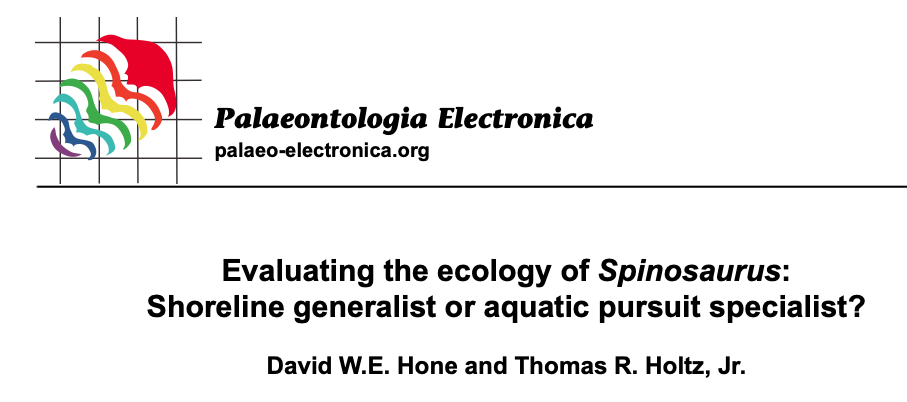 Palaeontologia Electronica
palaeo-electronica.org
Evaluating the ecology of Spinosaurus:
Shoreline generalist or aquatic pursuit specialist?
David W.E. Hone and Thomas R. Holtz, Jr.